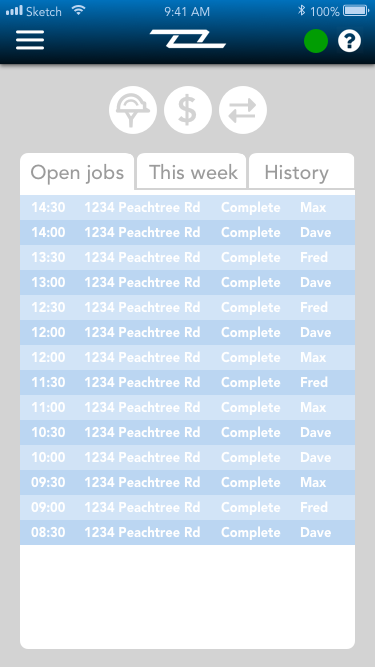 Sketch 9:41 AM 100%
?
$
Open jobs This week History
14:30 1234 Peachtree Rd Complete Max
14:00 1234 Peachtree Rd Complete Dave
13:30 1234 Peachtree Rd Complete Fred
13:00 1234 Peachtree Rd Complete Dave
12:30 1234 Peachtree Rd Complete Fred
12:00 1234 Peachtree Rd Complete Dave
12:00 1234 Peachtree Rd Complete Max
11:30 1234 Peachtree Rd Complete Fred
11:00 1234 Peachtree Rd Complete Max
10:30 1234 Peachtree Rd Complete Dave
10:00 1234 Peachtree Rd Complete Dave
09:30 1234 Peachtree Rd Complete Max
09:00 1234 Peachtree Rd Complete Fred
08:30 1234 Peachtree Rd Complete Dave